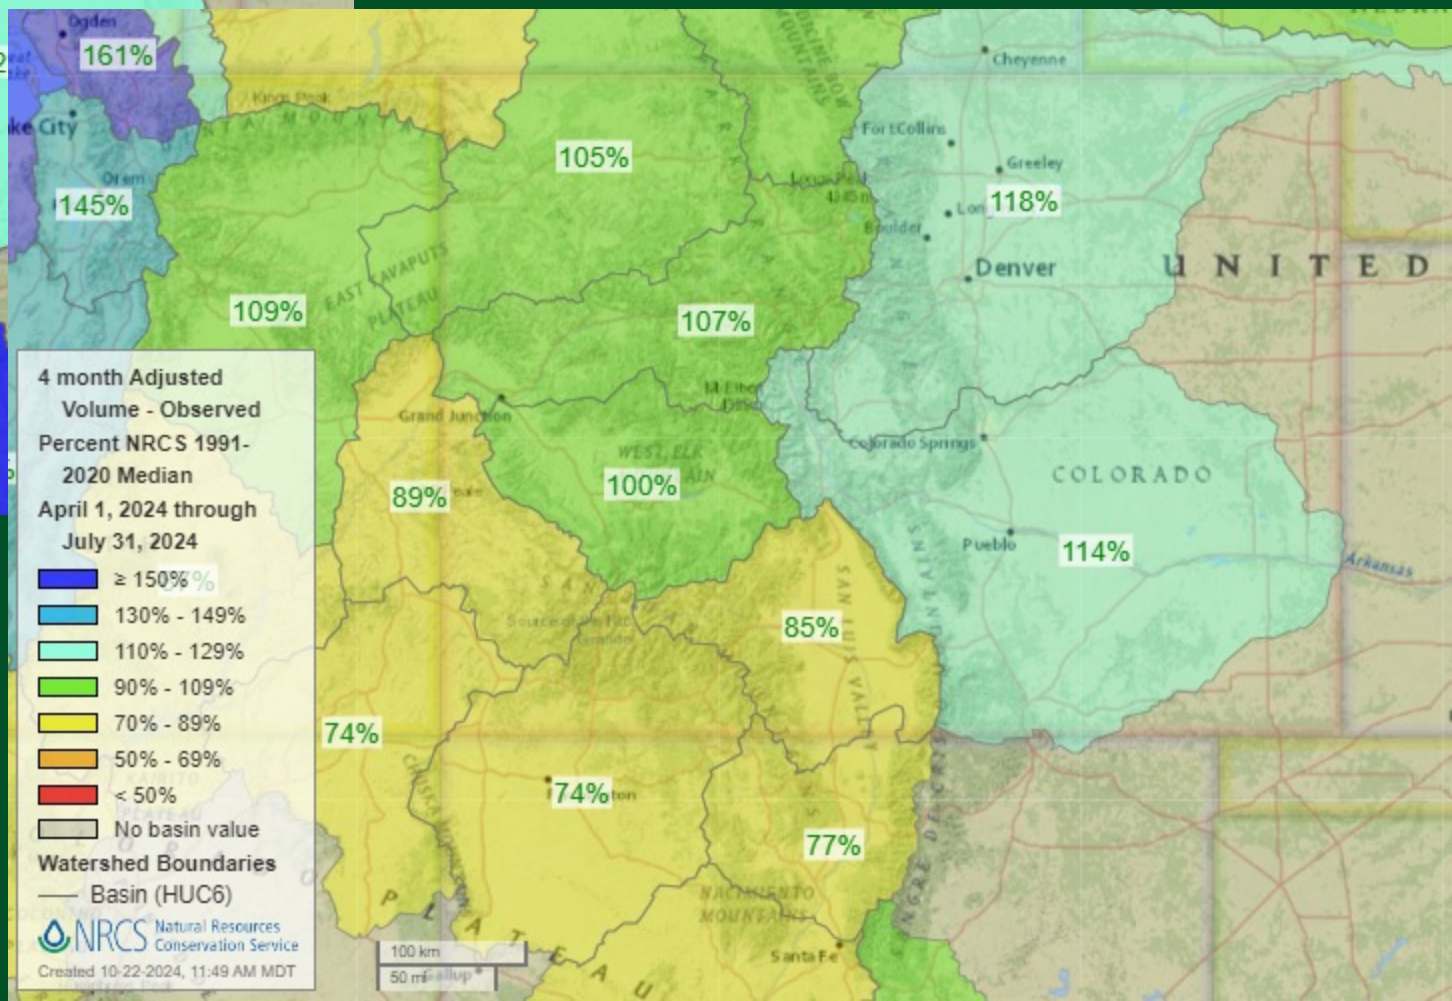 Ogden
161%
Cheyenne
Kings Peak
ke City
Fort Collins
105%
Greeley
Orem
145%
118%
Boulder
Denver
UNITED
EAST TAVAPUTS
PLATEAU
109%
107%
MEDICINE BOW
MOUNTAINS
4 month Adjusted
Volume - Observed
Percent NRCS 1991-
2020 Median
April 1, 2024 through
July 31, 2024
≥ 150%
130% - 149%
110% - 129%
90% - 109%
70% - 89%
50% - 69%
< 50%
No basin value
Watershed Boundaries
Basin (HUC6)
NRCS Natural Resources
Conservation Service
Created 10-22-2024, 11:49 AM MDT
Grand Junction
Colorado Springs
WEST ELK
COLORADO
89%
100%
Pueblo
114%
Arkansas
SAN LUIS VALLEY
85%
74%
74%
77%
NACIMIENTO
MOUNTAINS
PLATEAU
Santa Fe
100 km
50 mi
Gallup